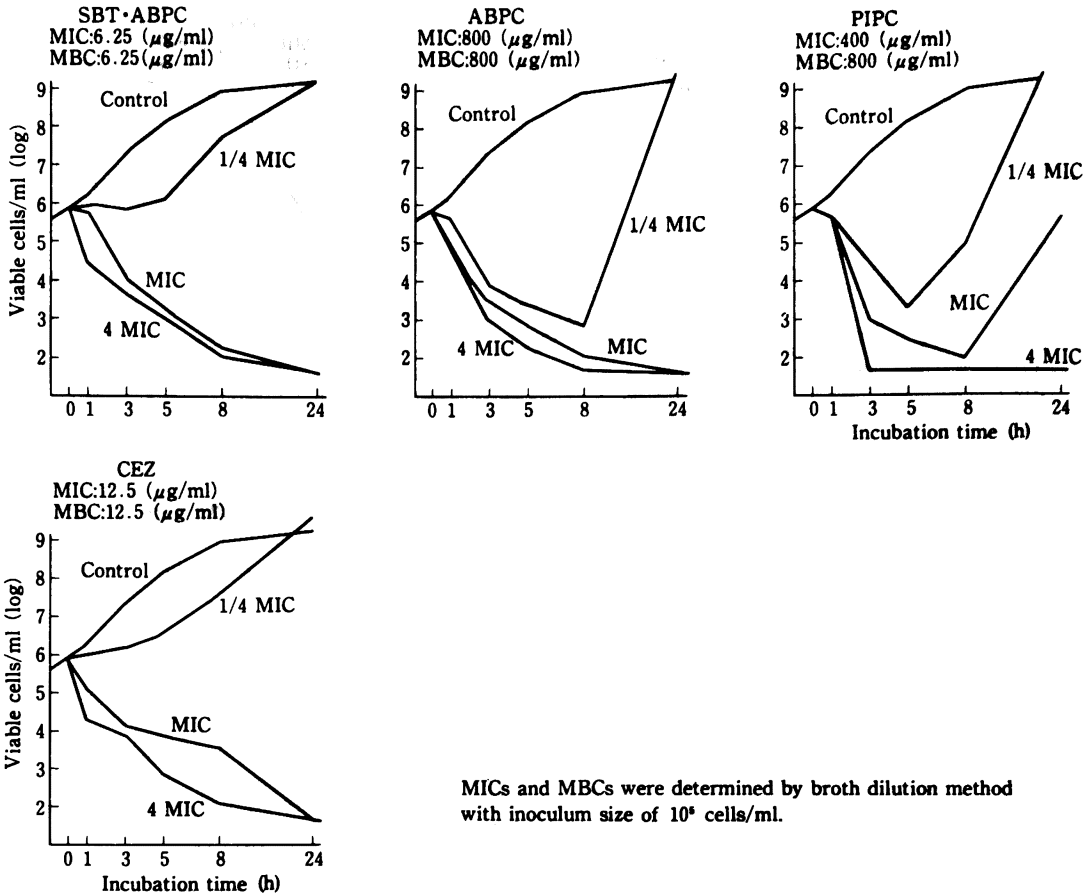 SBT·ABPC
MIC:6.25 (μg/ml)
MBC:6.25(μg/ml)
Viable cells/ml (log)
9
8
7
6
5
4
3
2
Control
1/4 MIC
MIC
4 MIC
0 1 3 5 8 24
ABPC
MIC:800 (μg/ml)
MBC:800 (μg/ml)
9
8
7
6
5
4
3
2
Control
1/4 MIC
MIC
4 MIC
0 1 3 5 8 24
PIPC
MIC:400 (μg/ml)
MBC:800 (μg/ml)
9
8
7
6
5
4
3
2
Control
1/4 MIC
MIC
4 MIC
0 1 3 5 8 24
Incubation time (h)
CEZ
MIC:12.5 (μg/ml)
MBC:12.5 (μg/ml)
Viable cells/ml (log)
9
8
7
6
5
4
3
2
Control
1/4 MIC
MIC
4 MIC
0 1 3 5 8 24
Incubation time (h)
MICs and MBCs were determined by broth dilution method
with inoculum size of 10⁵ cells/ml.